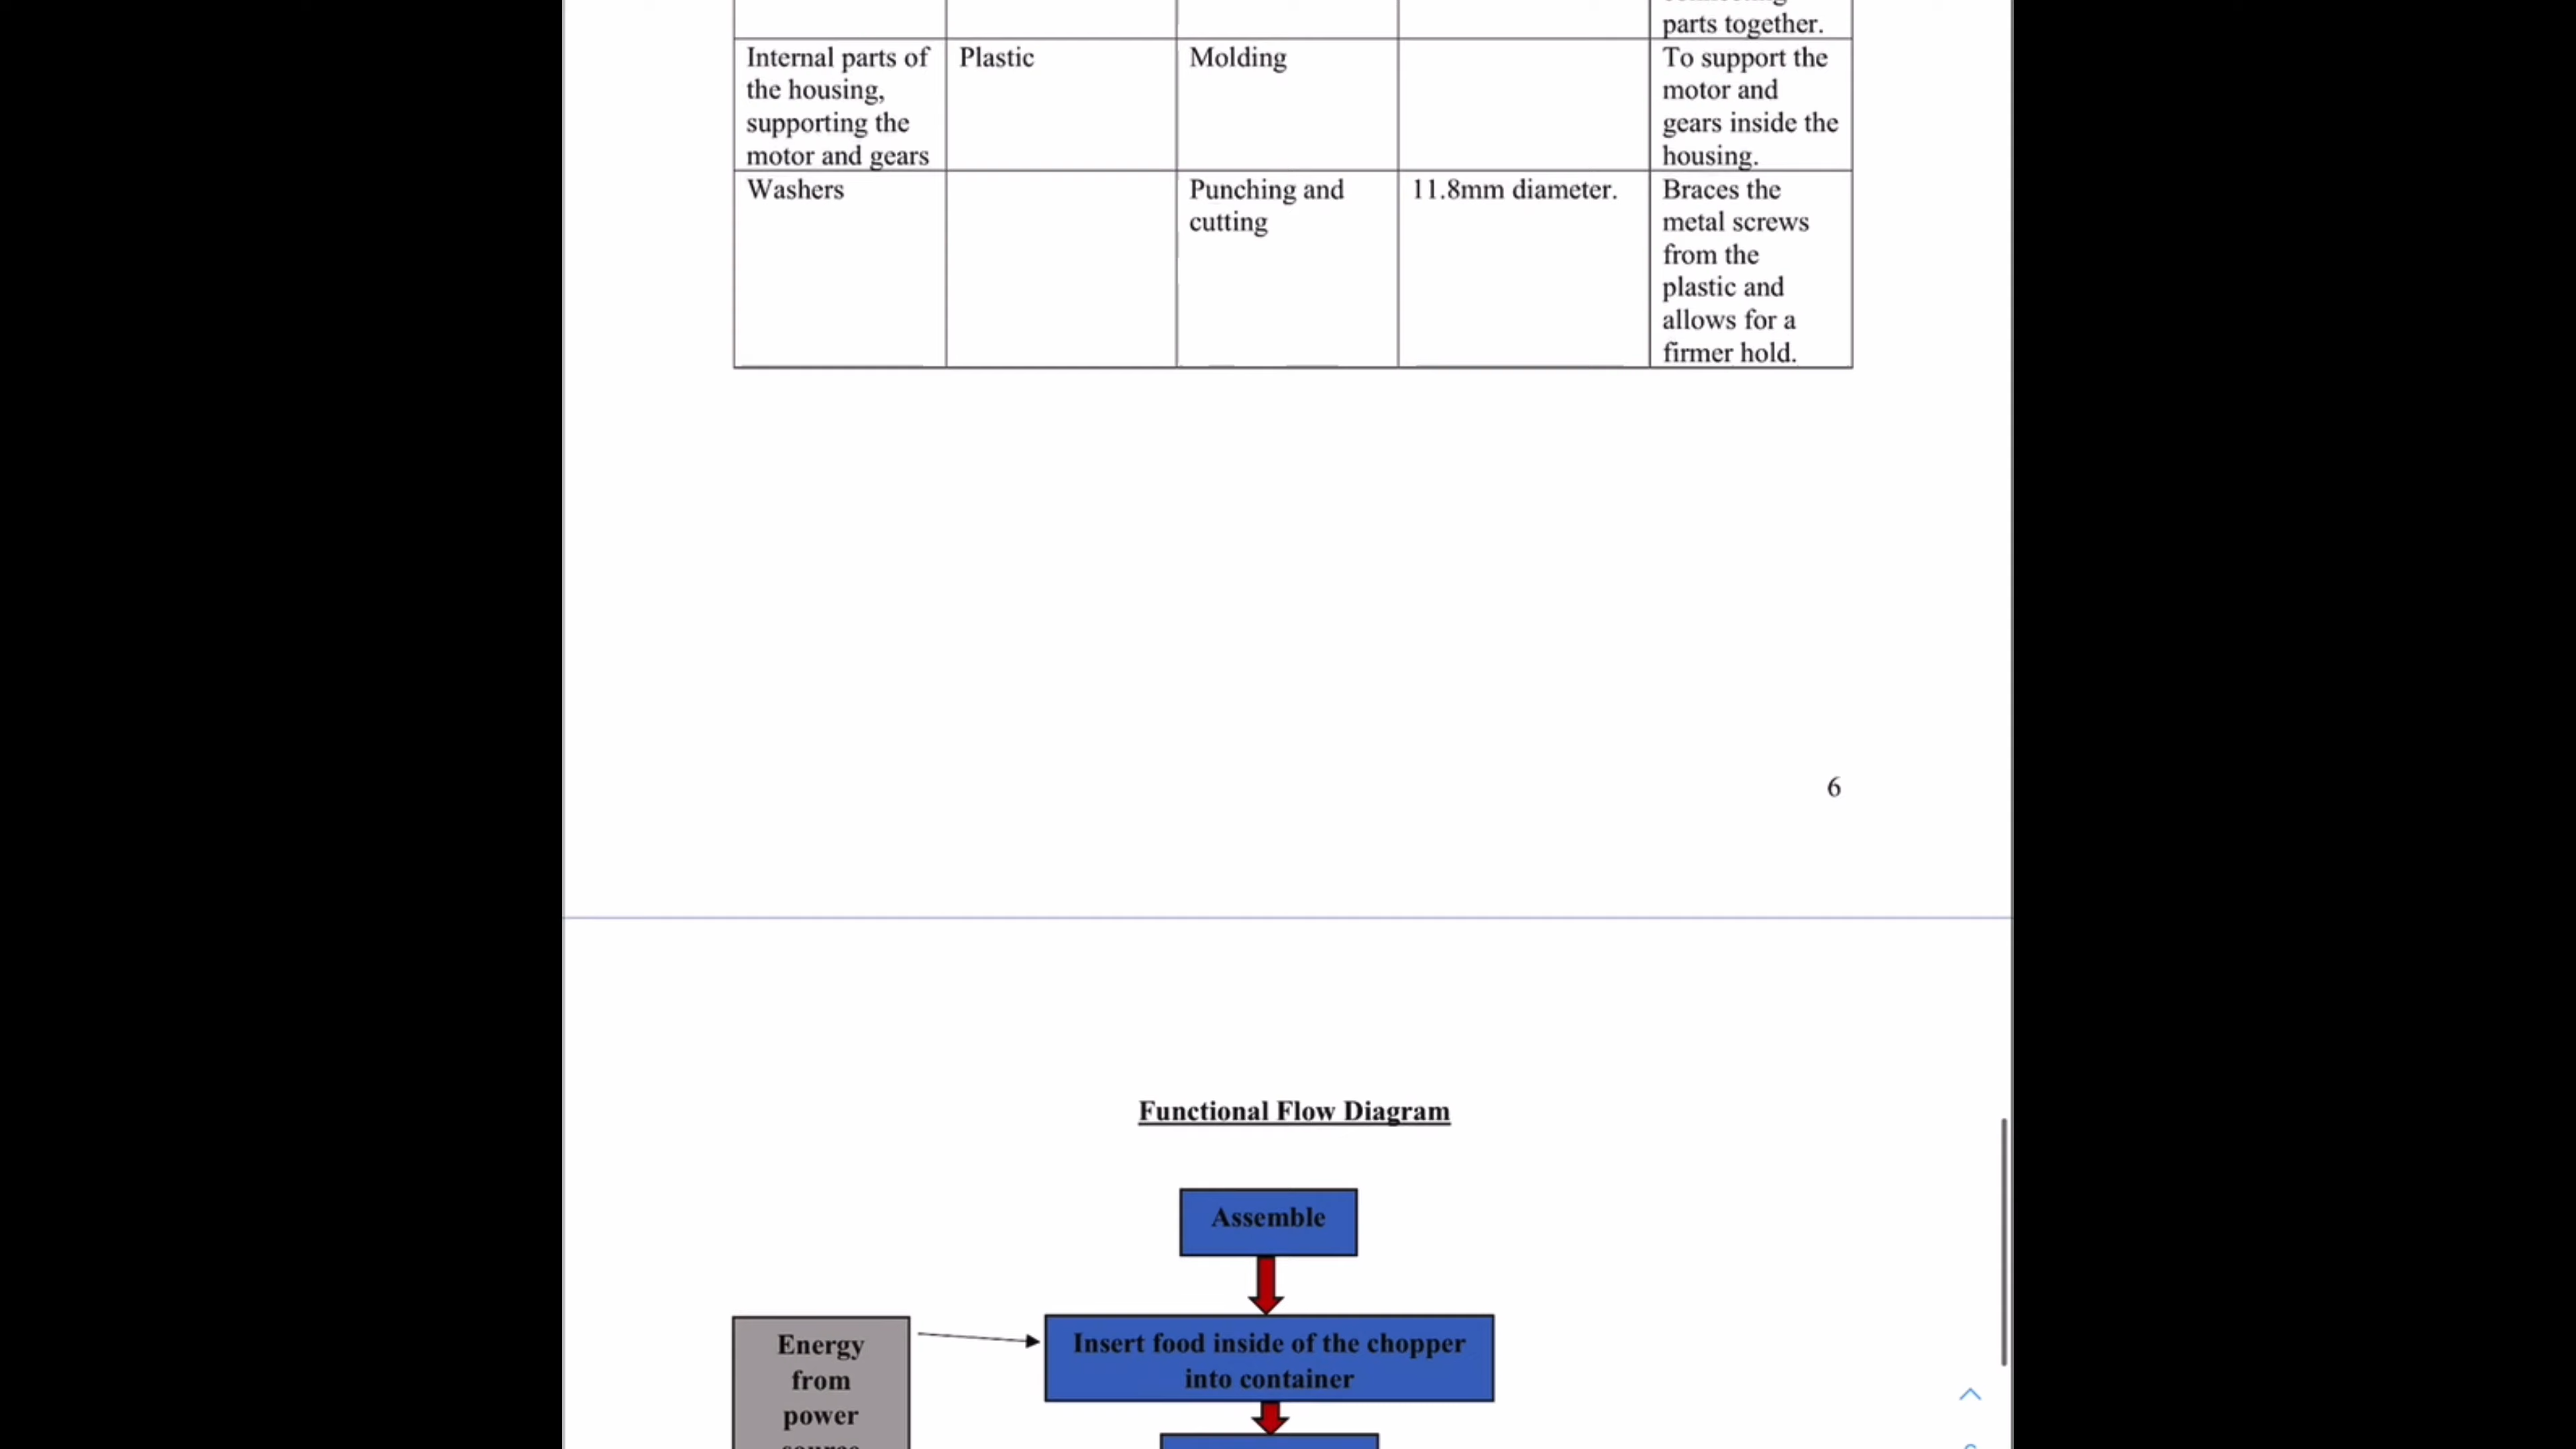 parts together.
Internal parts of
the housing,
supporting the
motor and gears
Plastic
Molding
To support the
motor and
gears inside the
housing.
Washers
Punching and
cutting
11.8mm diameter.
Braces the
metal screws
from the
plastic and
allows for a
firmer hold.
6
Functional Flow Diagram
Assemble
Energy
from
power
Insert food inside of the chopper
into container